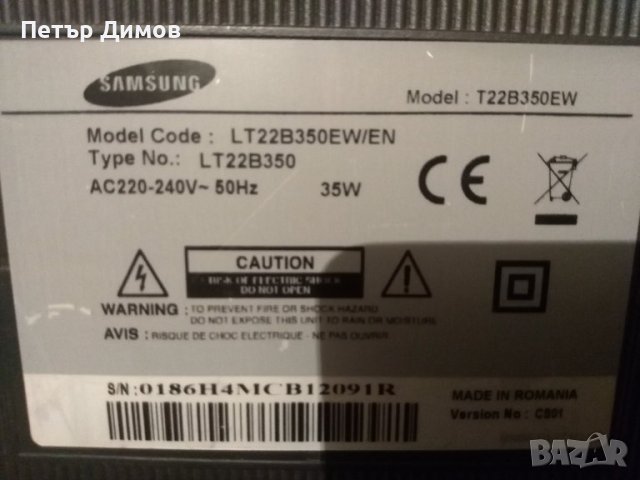 Петър Димов
SAMSUNG
Model : T22B350EW
Model Code : LT22B350EW/EN
Type No.: LT22B350
AC220-240V~ 50Hz 35W
CE
CAUTION
RISK OF ELECTRIC SHOCK
DO NOT OPEN
WARNING : TO PREVENT FIRE OR SHOCK HAZARD,
DO NOT EXPOSE THIS UNIT TO RAIN OR MOISTURE.
AVIS : RISQUE DE CHOC ELECTRIQUE - NE PAS OUVRIR.
S/N: 0186H4MCB12091R
MADE IN ROMANIA
Version No : CB01
BAZAR